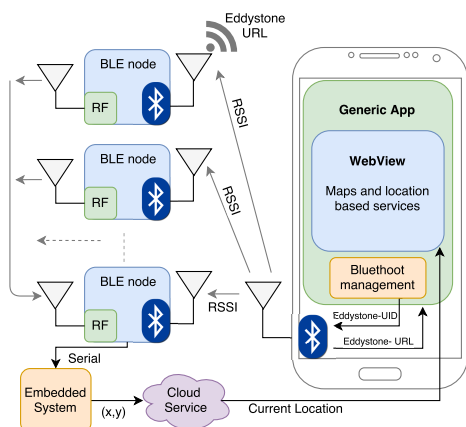 Eddystone
URL
BLE node
RF
RSSI
BLE node
RF
RSSI
BLE node
RF
RSSI
Generic App
WebView
Maps and location
based services
Bluethoot
management
Eddystone-UID
Eddystone- URL
Serial
Embedded
System
(x,y)
Cloud
Service
Current Location